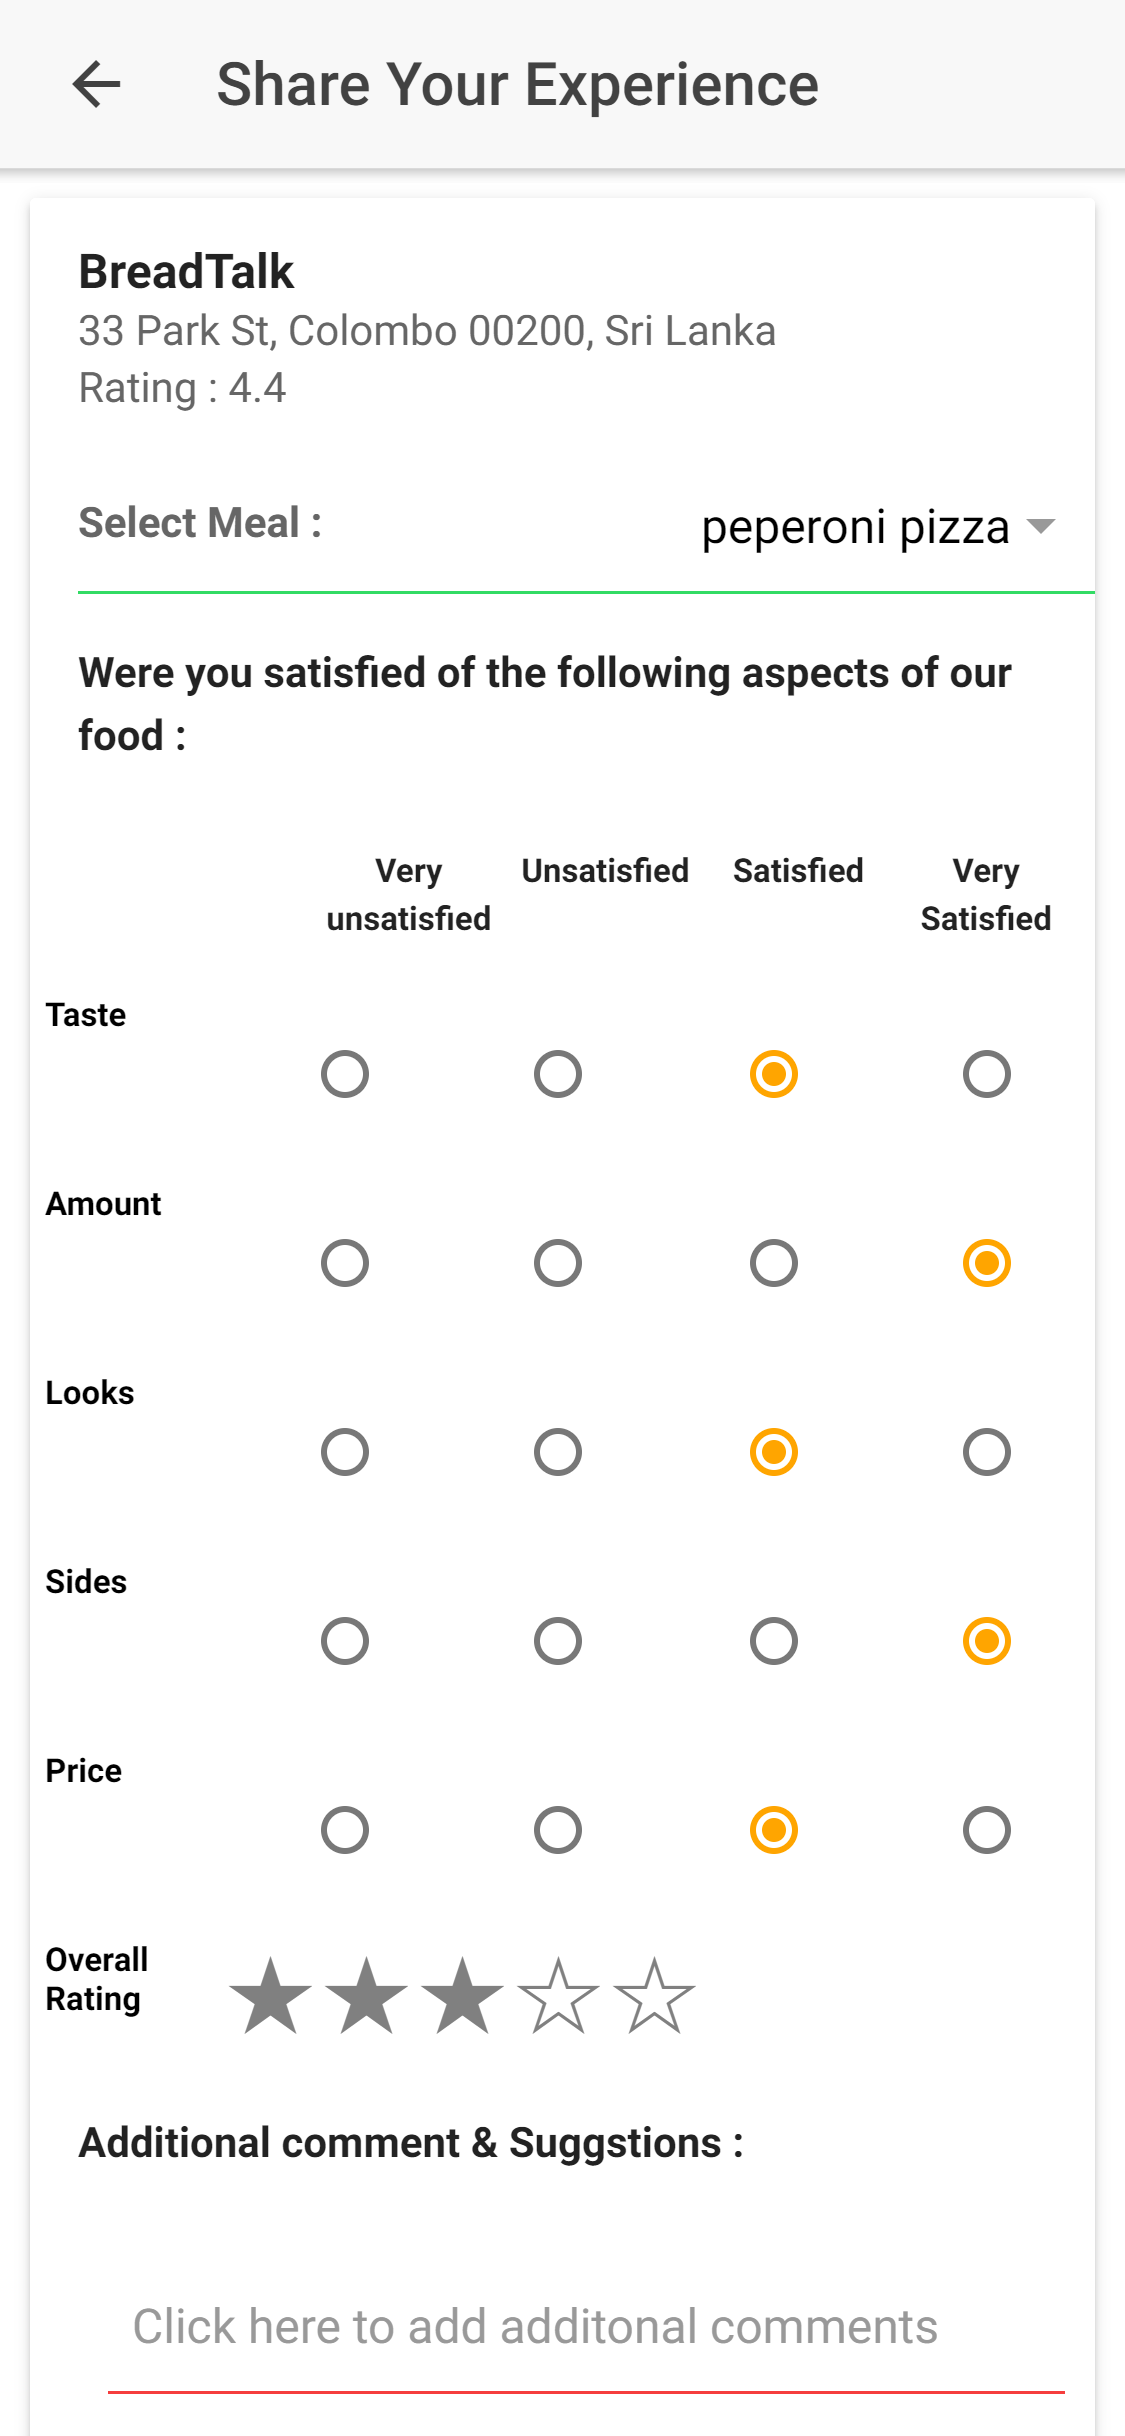 Share Your Experience
BreadTalk
33 Park St, Colombo 00200, Sri Lanka
Rating : 4.4
Select Meal :
peperoni pizza
Were you satisfied of the following aspects of our
food :
Very
unsatisfied
Unsatisfied
Satisfied
Very
Satisfied
Taste
Amount
Looks
Sides
Price
Overall
Rating
Additional comment & Suggstions :
Click here to add additonal comments